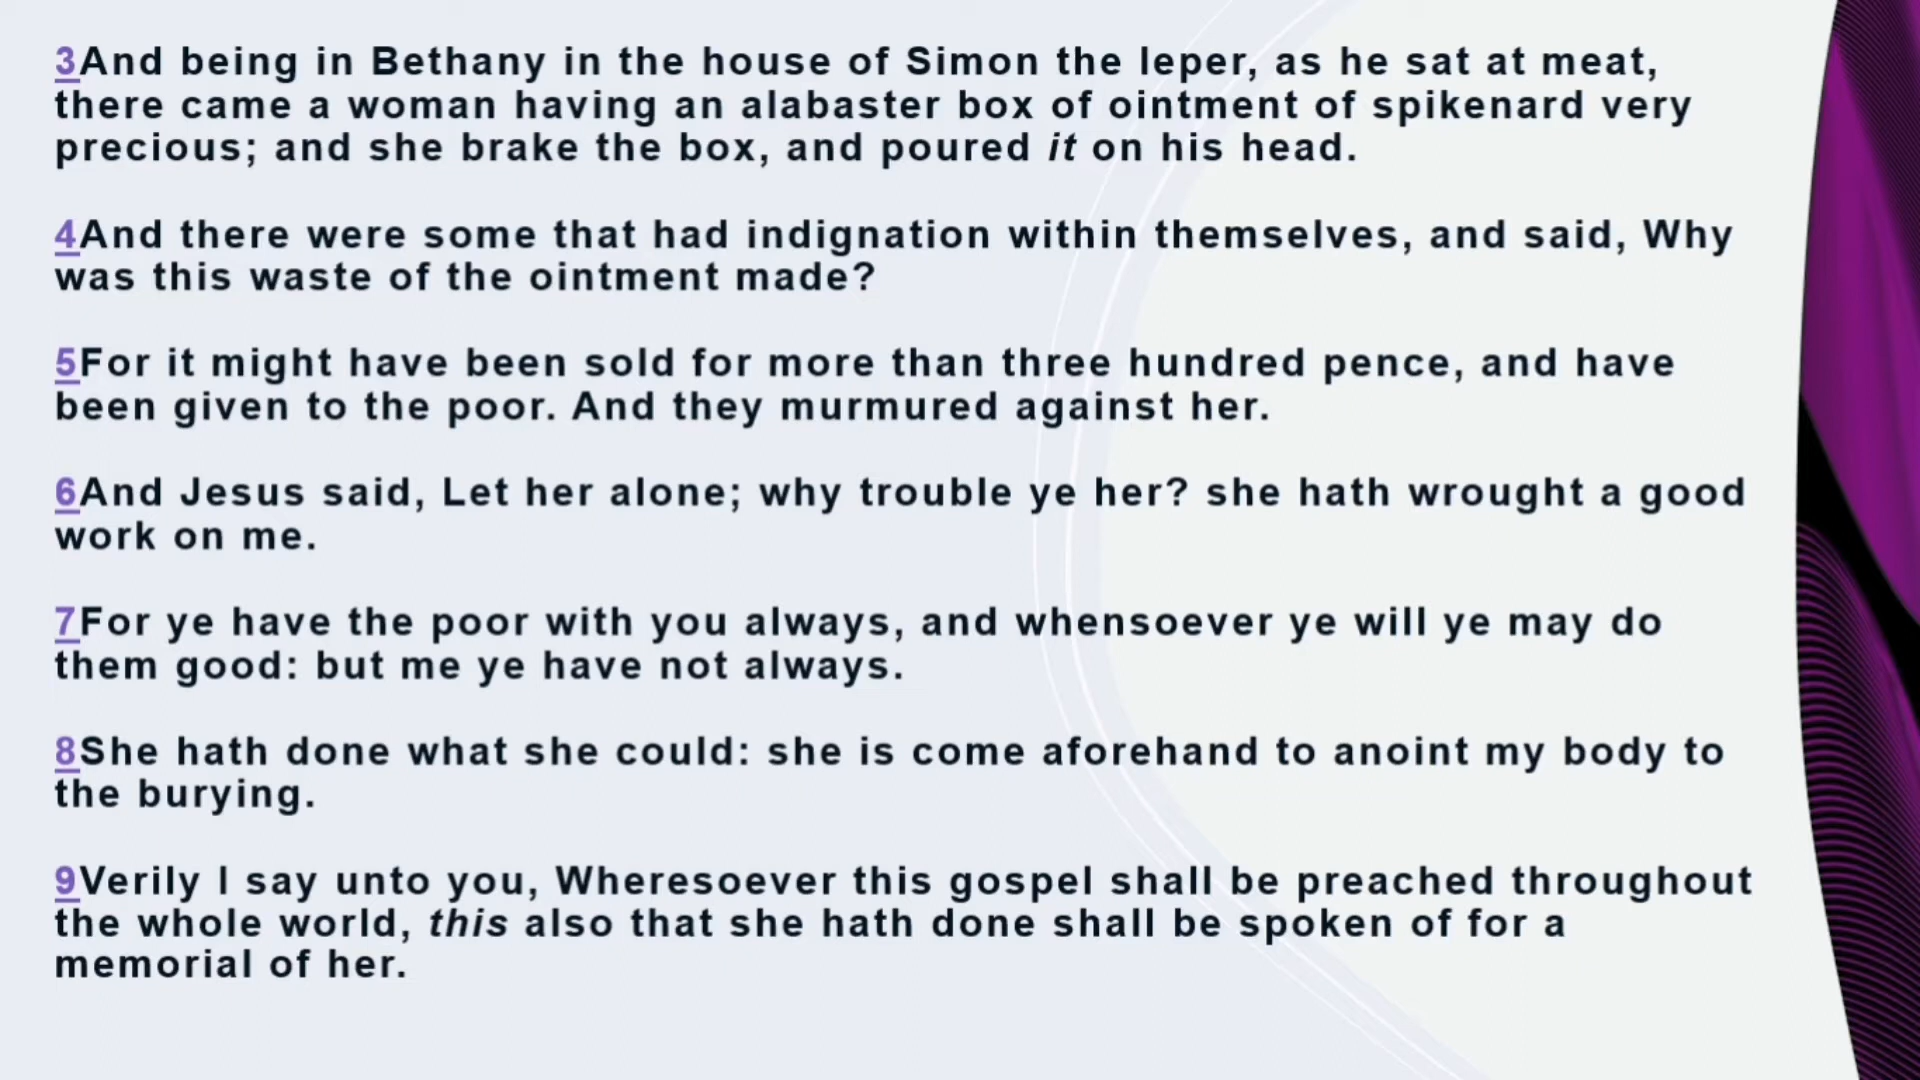 3And being in Bethany in the house of Simon the leper, as he sat at meat,
there came a woman having an alabaster box of ointment of spikenard very
precious; and she brake the box, and poured it on his head.
4And there were some that had indignation within themselves, and said, Why
was this waste of the ointment made?
5For it might have been sold for more than three hundred pence, and have
been given to the poor. And they murmured against her.
6And Jesus said, Let her alone; why trouble ye her? she hath wrought a good
work on me.
7For ye have the poor with you always, and whensoever ye will ye may do
them good: but me ye have not always.
8She hath done what she could: she is come aforehand to anoint my body to
the burying.
9Verily I say unto you, Wheresoever this gospel shall be preached throughout
the whole world, this also that she hath done shall be spoken of for a
memorial of her.